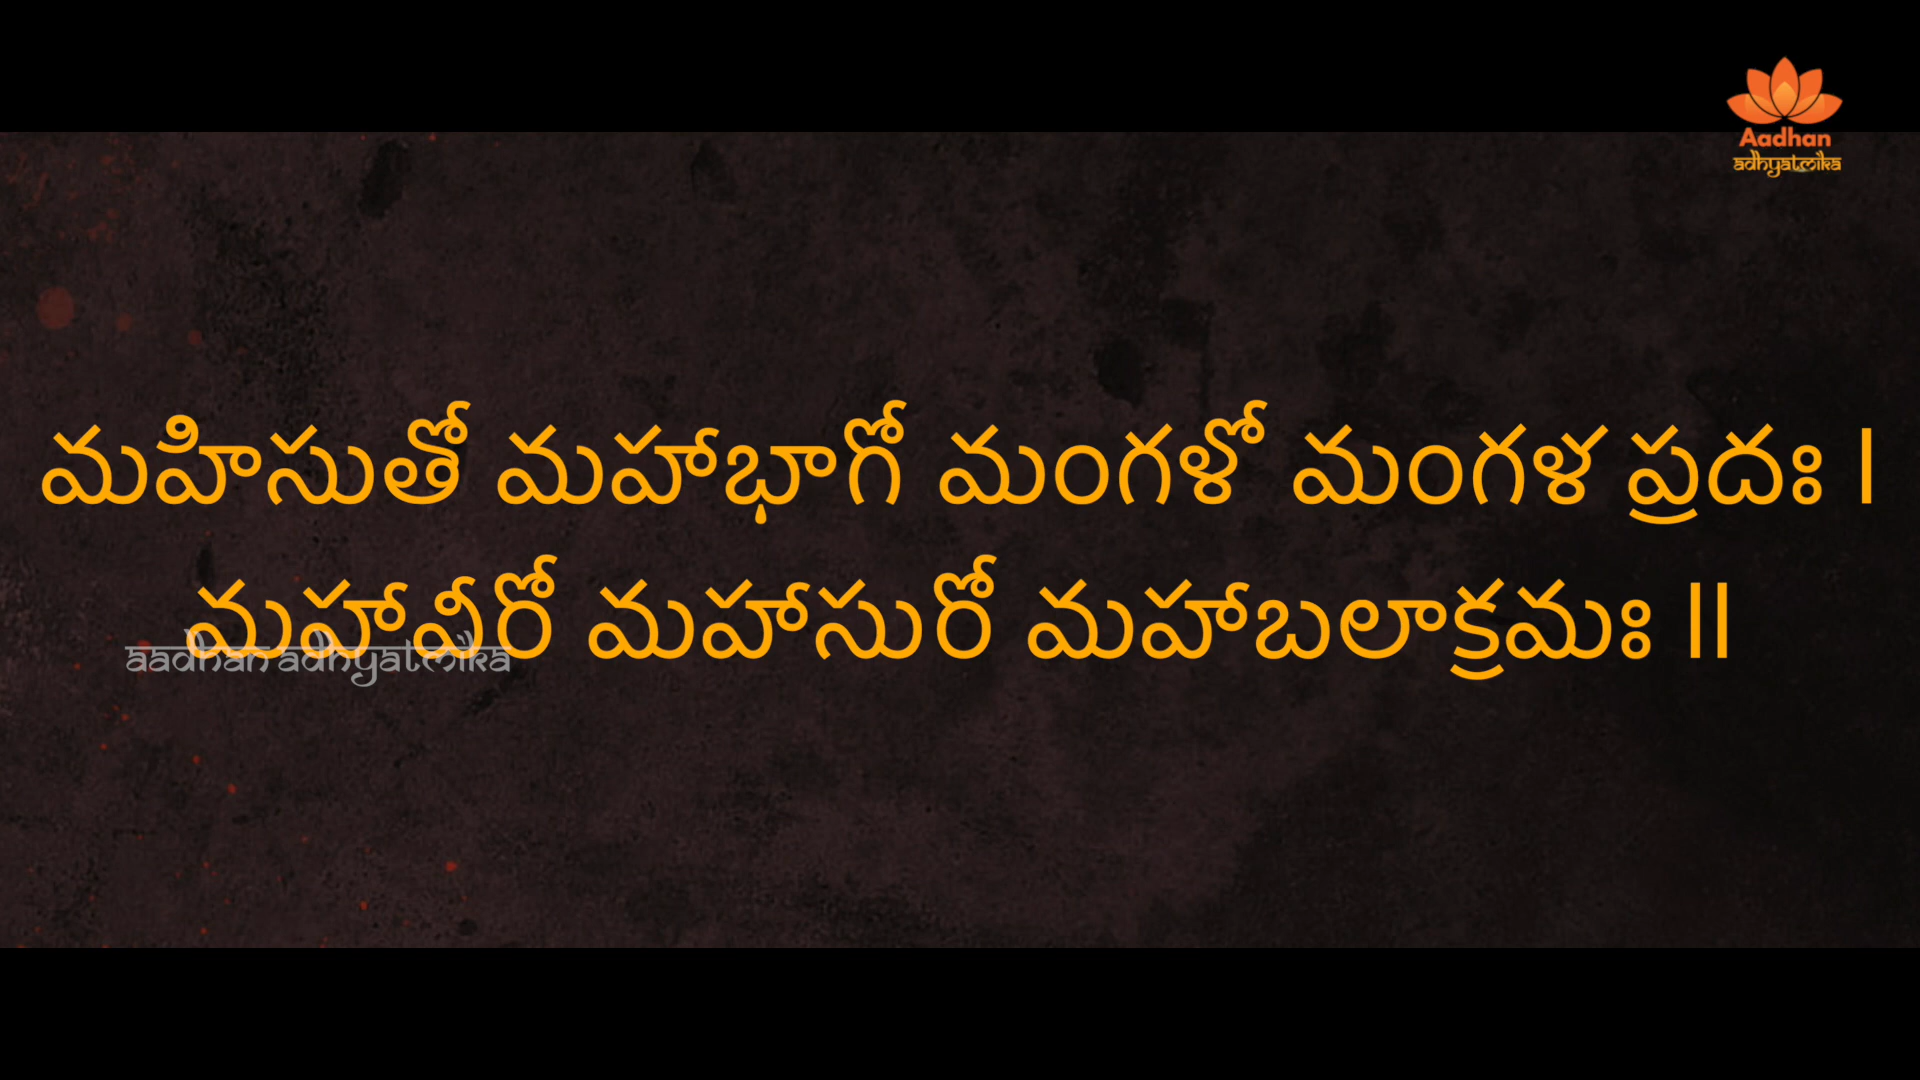 Aadhan
adhyatmika
మహిసుతో మహాభాగో మంగళో మంగళ ప్రదః ।
మహావీరో మహాసురో మహాబలాక్రమః ॥
aadhan adhyatmika